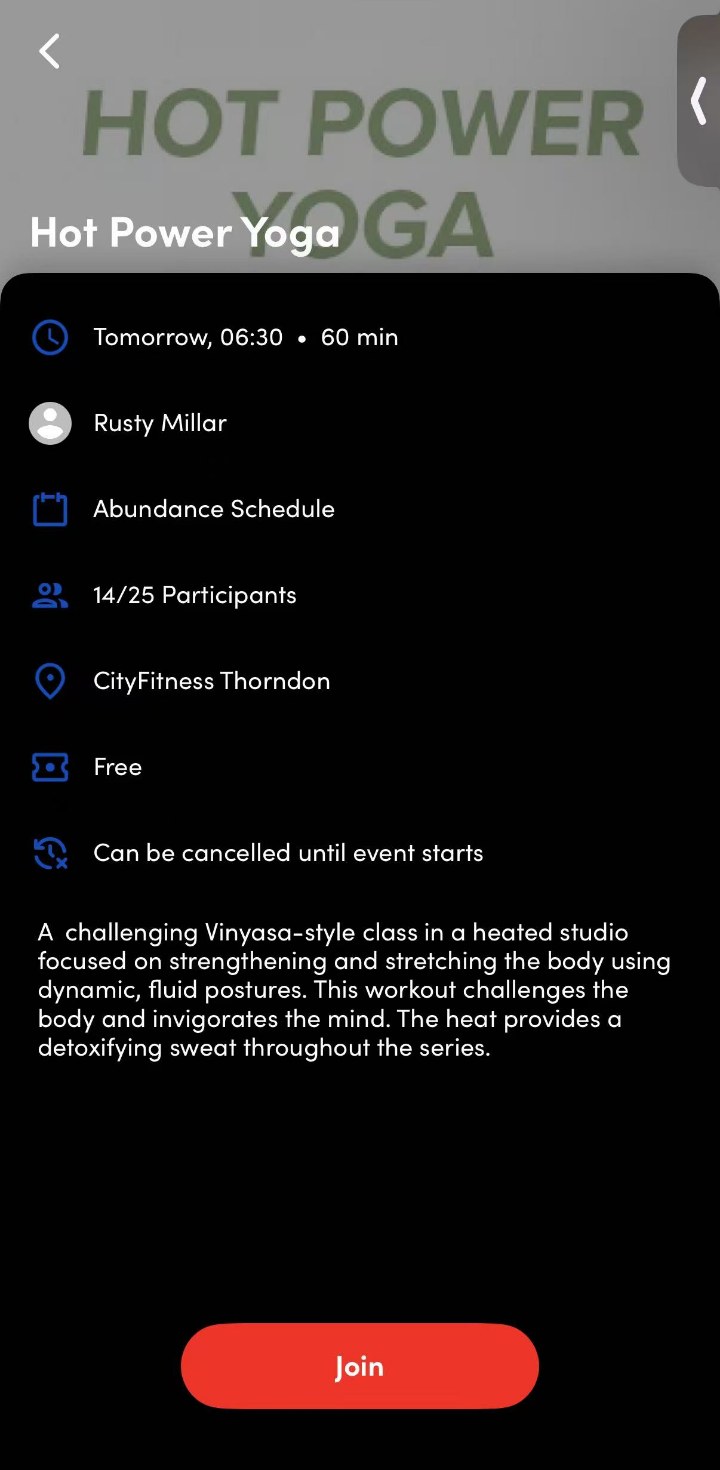 HOT POWER
YOGA
Hot Power Yoga
Tomorrow, 06:30 • 60 min
Rusty Millar
Abundance Schedule
14/25 Participants
CityFitness Thorndon
Free
Can be cancelled until event starts
A  challenging Vinyasa-style class in a heated studio
focused on strengthening and stretching the body using
dynamic, fluid postures. This workout challenges the
body and invigorates the mind. The heat provides a
detoxifying sweat throughout the series.
Join